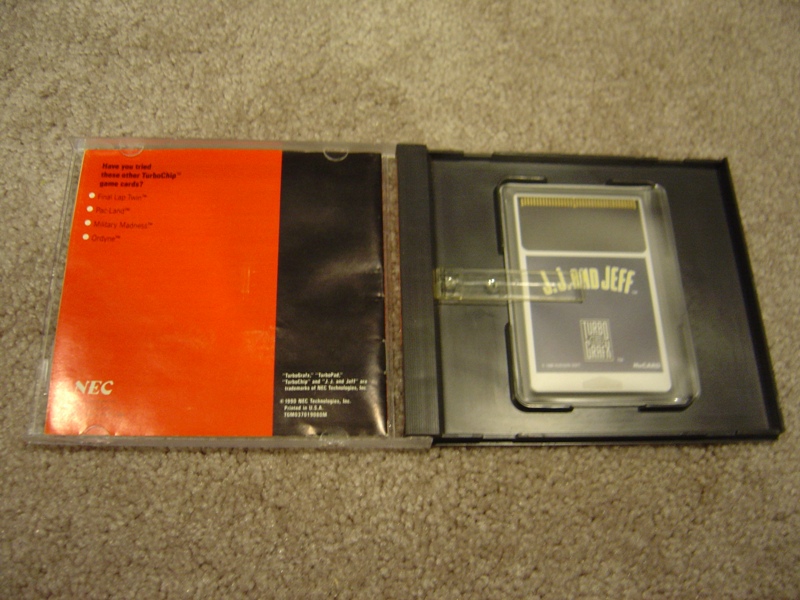 Have you tried
these other TurboChip™
game cards?
Final Lap Twin™
Pac-Land™
Military Madness™
Ordyne™
NEC
"TurboGrafx," "TurboPad,"
"TurboChip" and "J.J. and Jeff" are
trademarks of NEC Technologies, Inc.
© 1990 NEC Technologies, Inc.
Printed in U.S.A.
J.J. AND JEFF™
TURBO
GRAFX
HuCARD